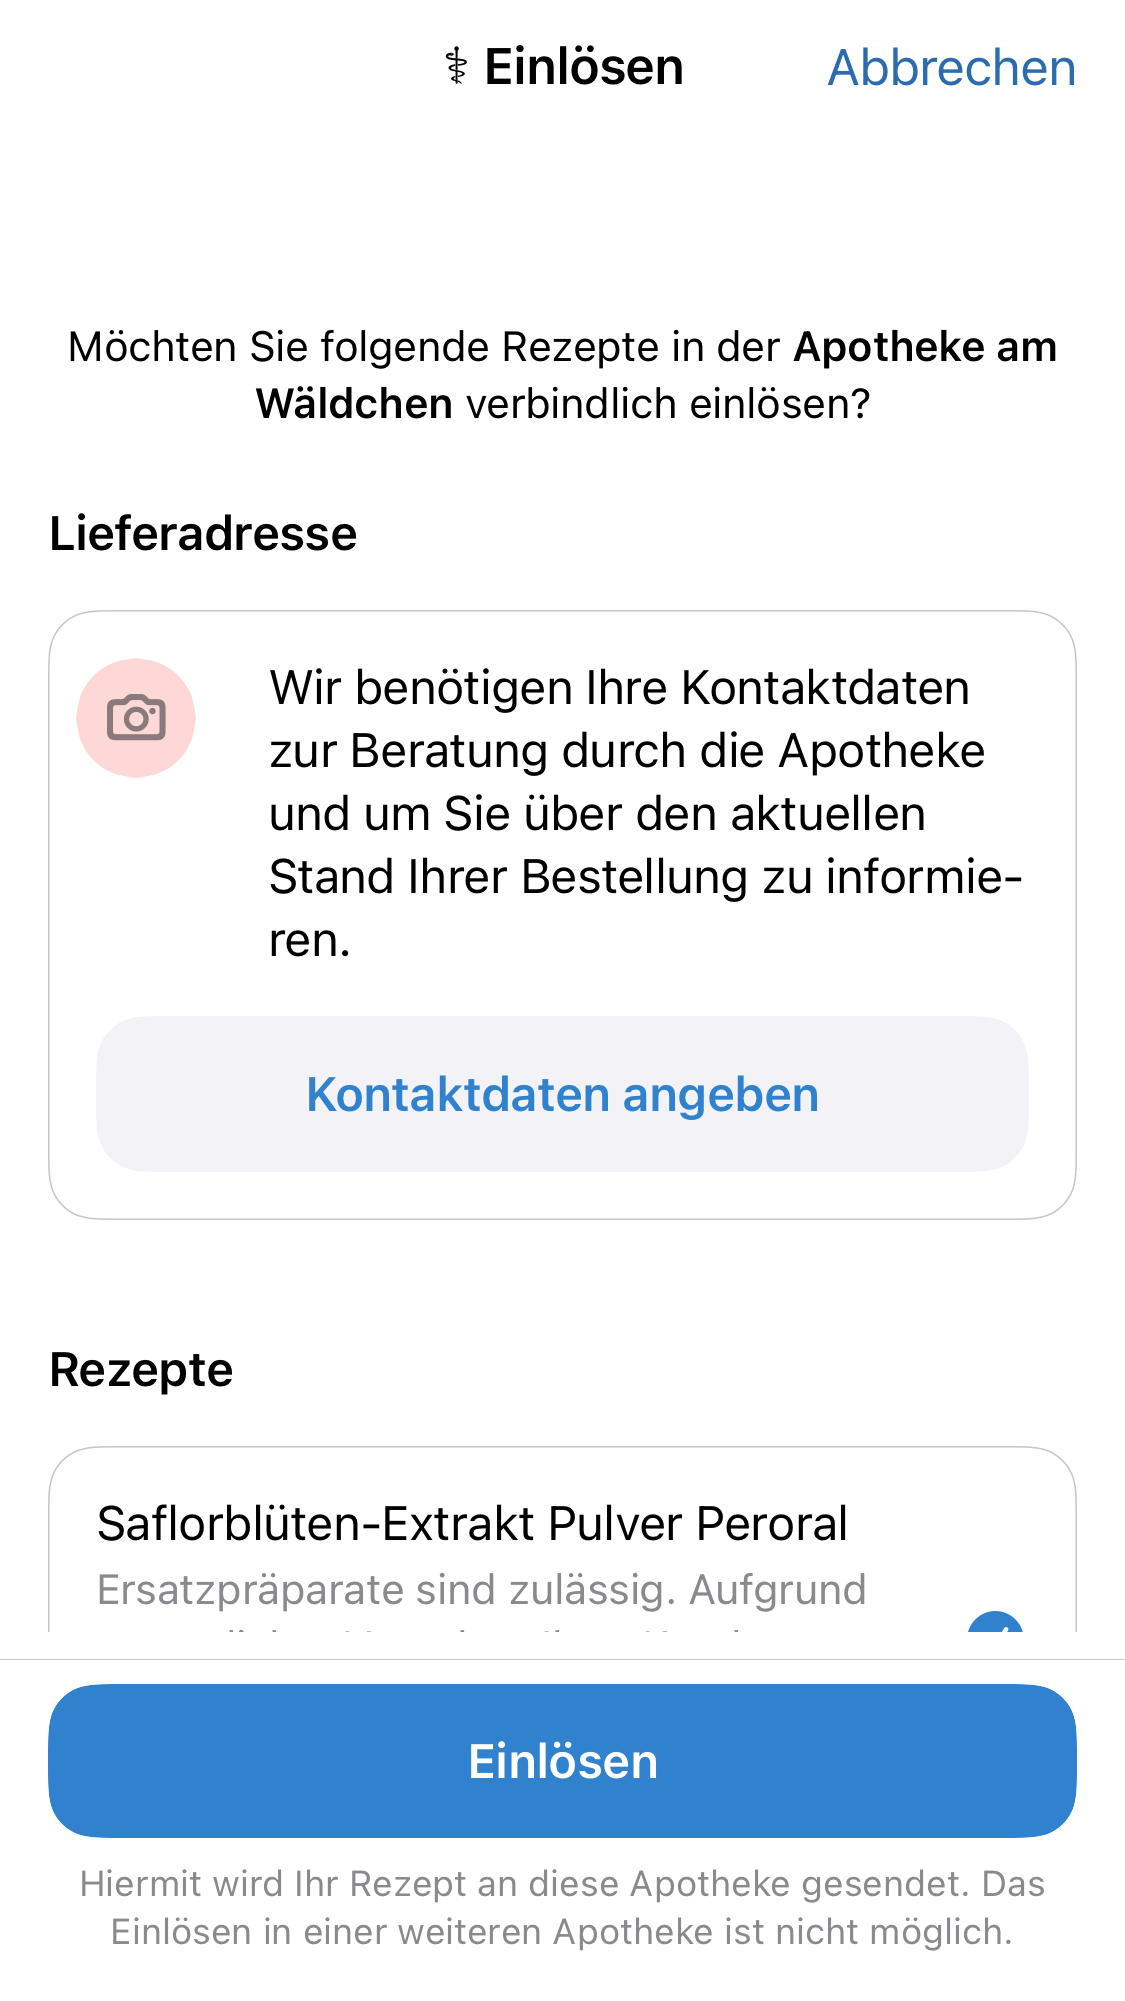 ⚕ Einlösen
Abbrechen
Möchten Sie folgende Rezepte in der Apotheke am
Wäldchen verbindlich einlösen?
Lieferadresse
Wir benötigen Ihre Kontaktdaten
zur Beratung durch die Apotheke
und um Sie über den aktuellen
Stand Ihrer Bestellung zu informie-
ren.
Kontaktdaten angeben
Rezepte
Saflorblüten-Extrakt Pulver Peroral
Ersatzpräparate sind zulässig. Aufgrund
Einlösen
Hiermit wird Ihr Rezept an diese Apotheke gesendet. Das
Einlösen in einer weiteren Apotheke ist nicht möglich.